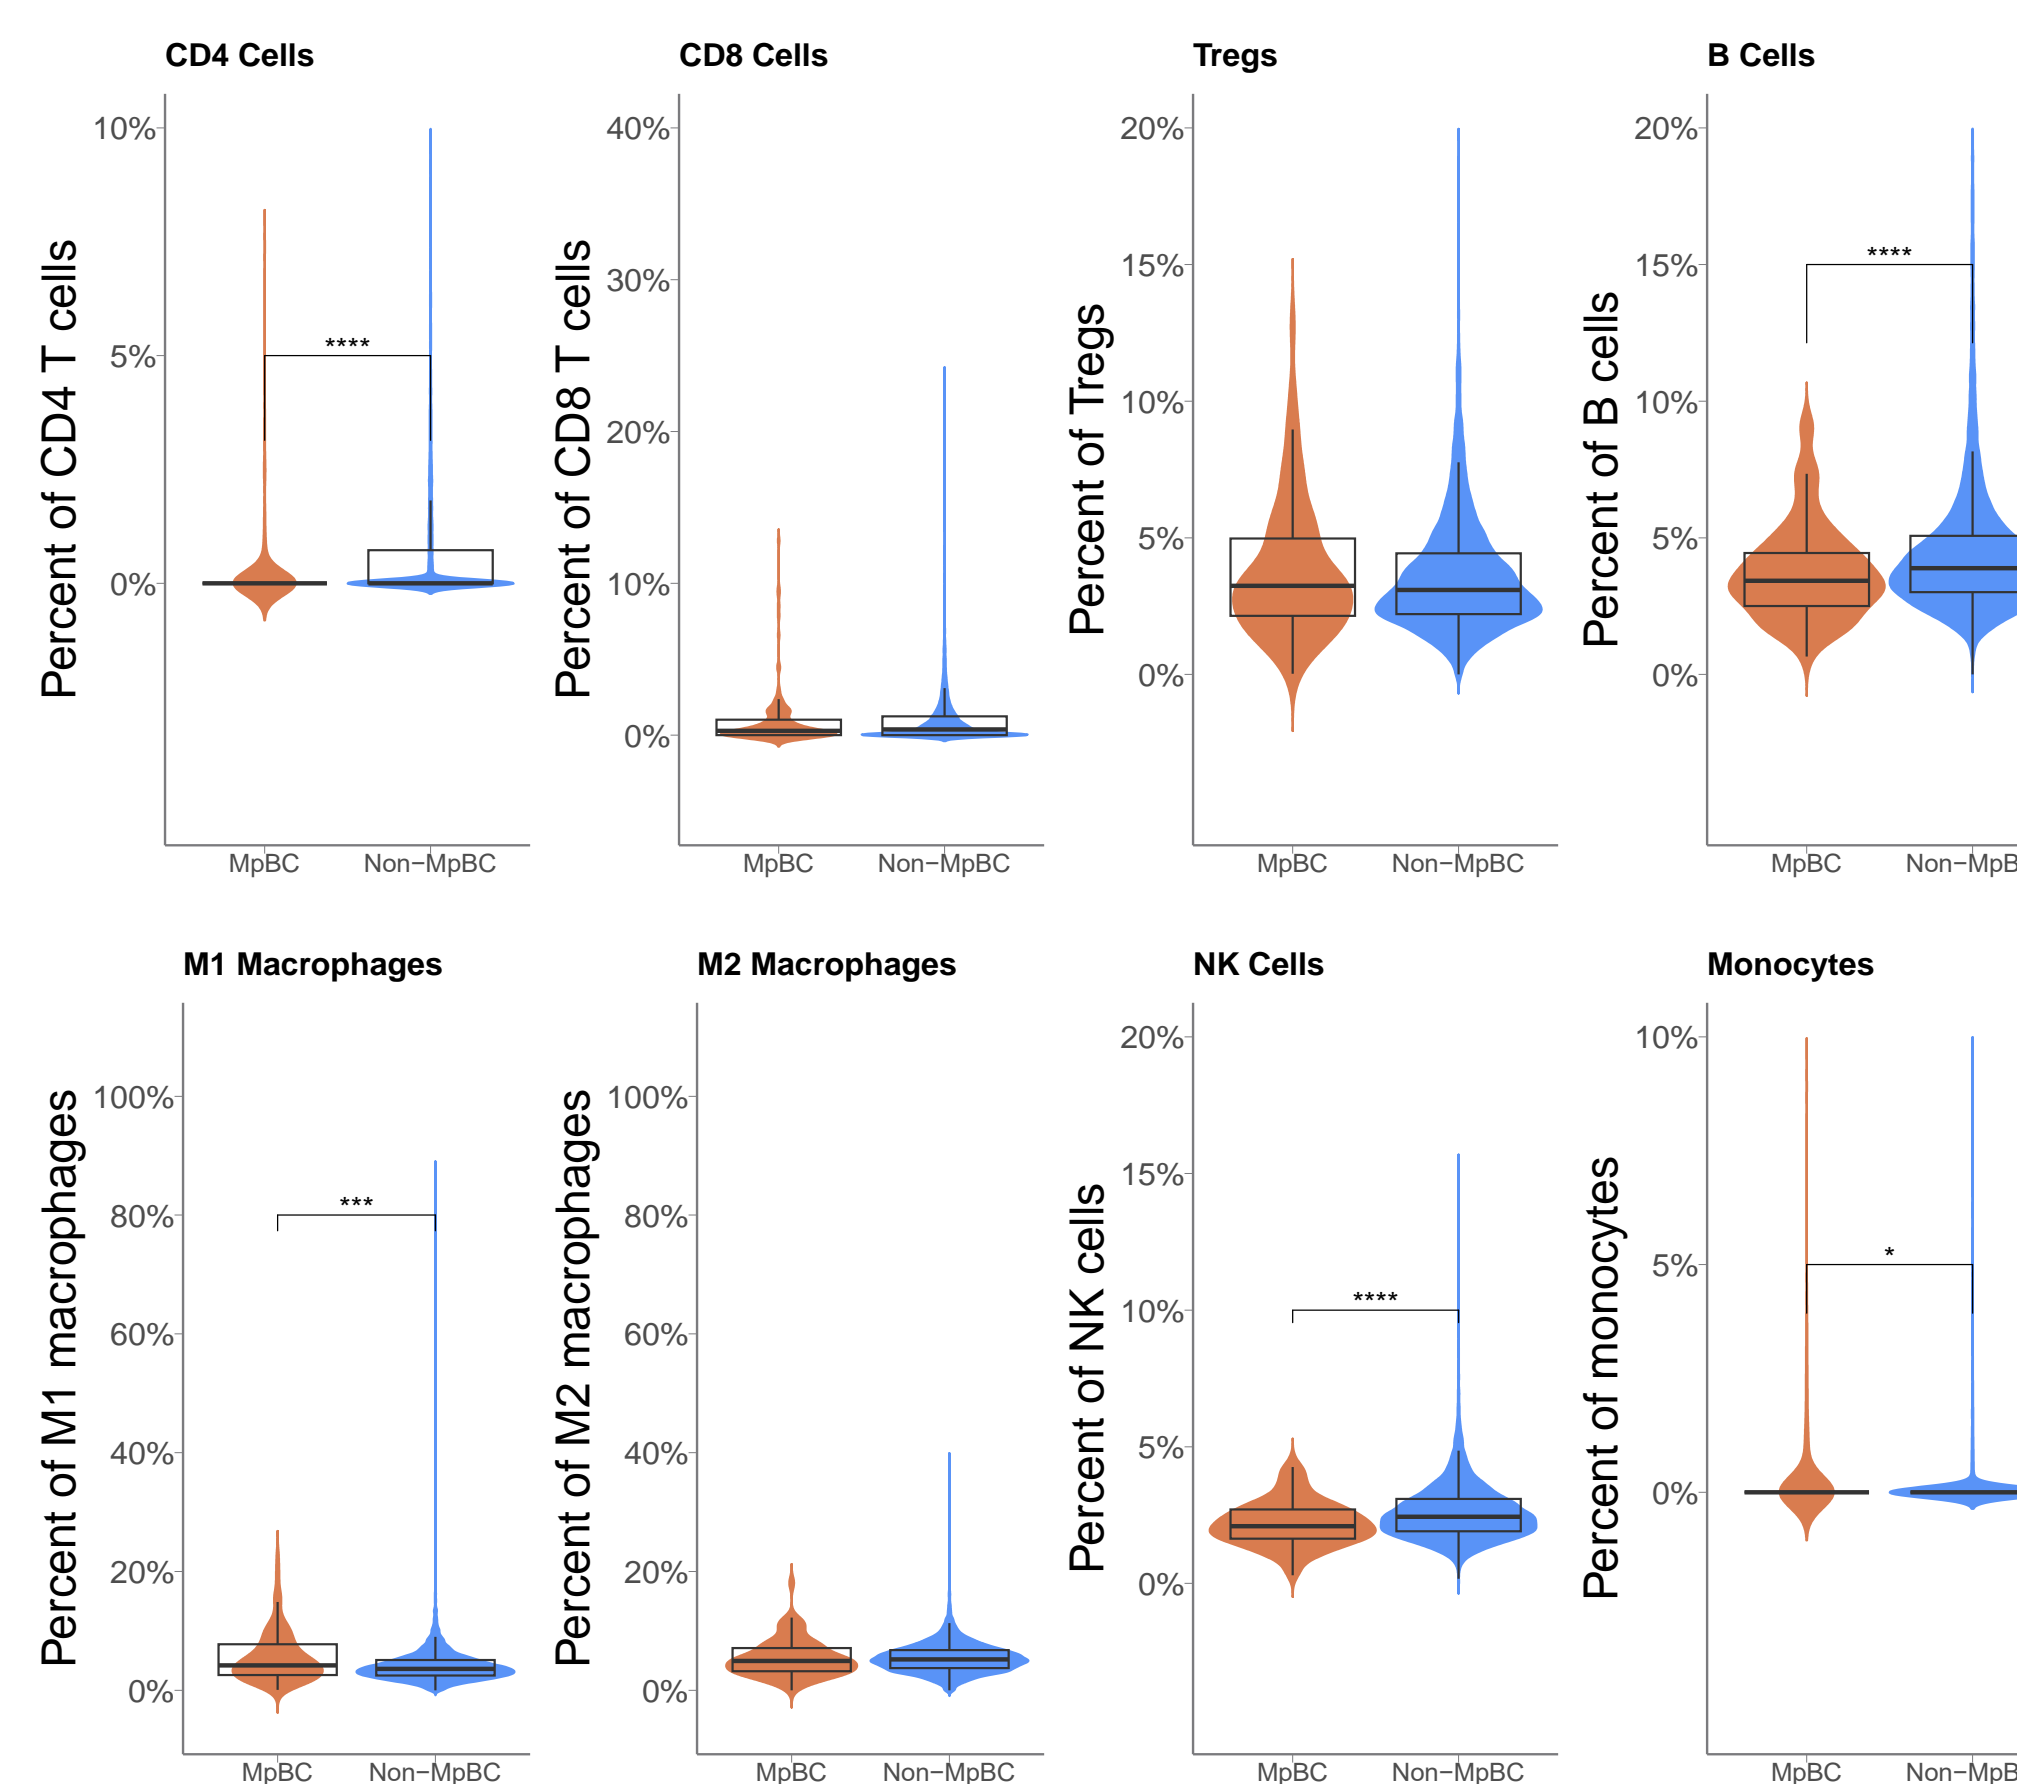 CD4 Cells
CD8 Cells
Tregs
B Cells
Percent of CD4 T cells
10%
5%
0%
****
MpBC
Non−MpBC
Percent of CD8 T cells
40%
30%
20%
10%
0%
MpBC
Non−MpBC
Percent of Tregs
20%
15%
10%
5%
0%
MpBC
Non−MpBC
Percent of B cells
20%
15%
10%
5%
0%
****
MpBC
Non−MpB
M1 Macrophages
M2 Macrophages
NK Cells
Monocytes
Percent of M1 macrophages
100%
80%
60%
40%
20%
0%
***
MpBC
Non−MpBC
Percent of M2 macrophages
100%
80%
60%
40%
20%
0%
MpBC
Non−MpBC
Percent of NK cells
20%
15%
10%
5%
0%
****
MpBC
Non−MpBC
Percent of monocytes
10%
5%
0%
*
MpBC
Non−MpB